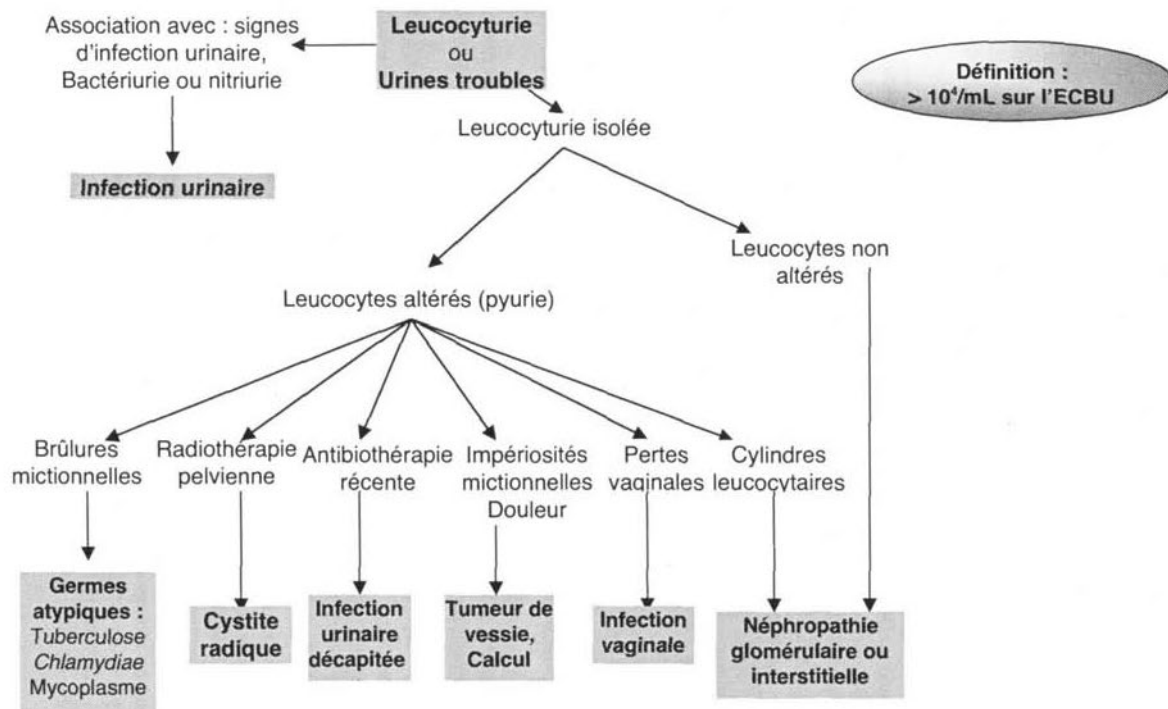 Association avec : signes
d'infection urinaire,
Bactériurie ou nitriurie
Leucocyturie
ou
Urines troubles
Définition :
> 10⁴/mL sur l'ECBU
Leucocyturie isolée
Infection urinaire
Leucocytes non
altérés
Leucocytes altérés (pyurie)
Brûlures
mictionnelles
Radiothérapie
pelvienne
Antibiothérapie
récente
Impériosités
mictionnelles
Douleur
Pertes
vaginales
Cylindres
leucocytaires
Germes
atypiques :
Tuberculose
Chlamydiae
Mycoplasme
Cystite
radique
Infection
urinaire
décapitée
Tumeur de
vessie,
Calcul
Infection
vaginale
Néphropathie
glomérulaire ou
interstitielle